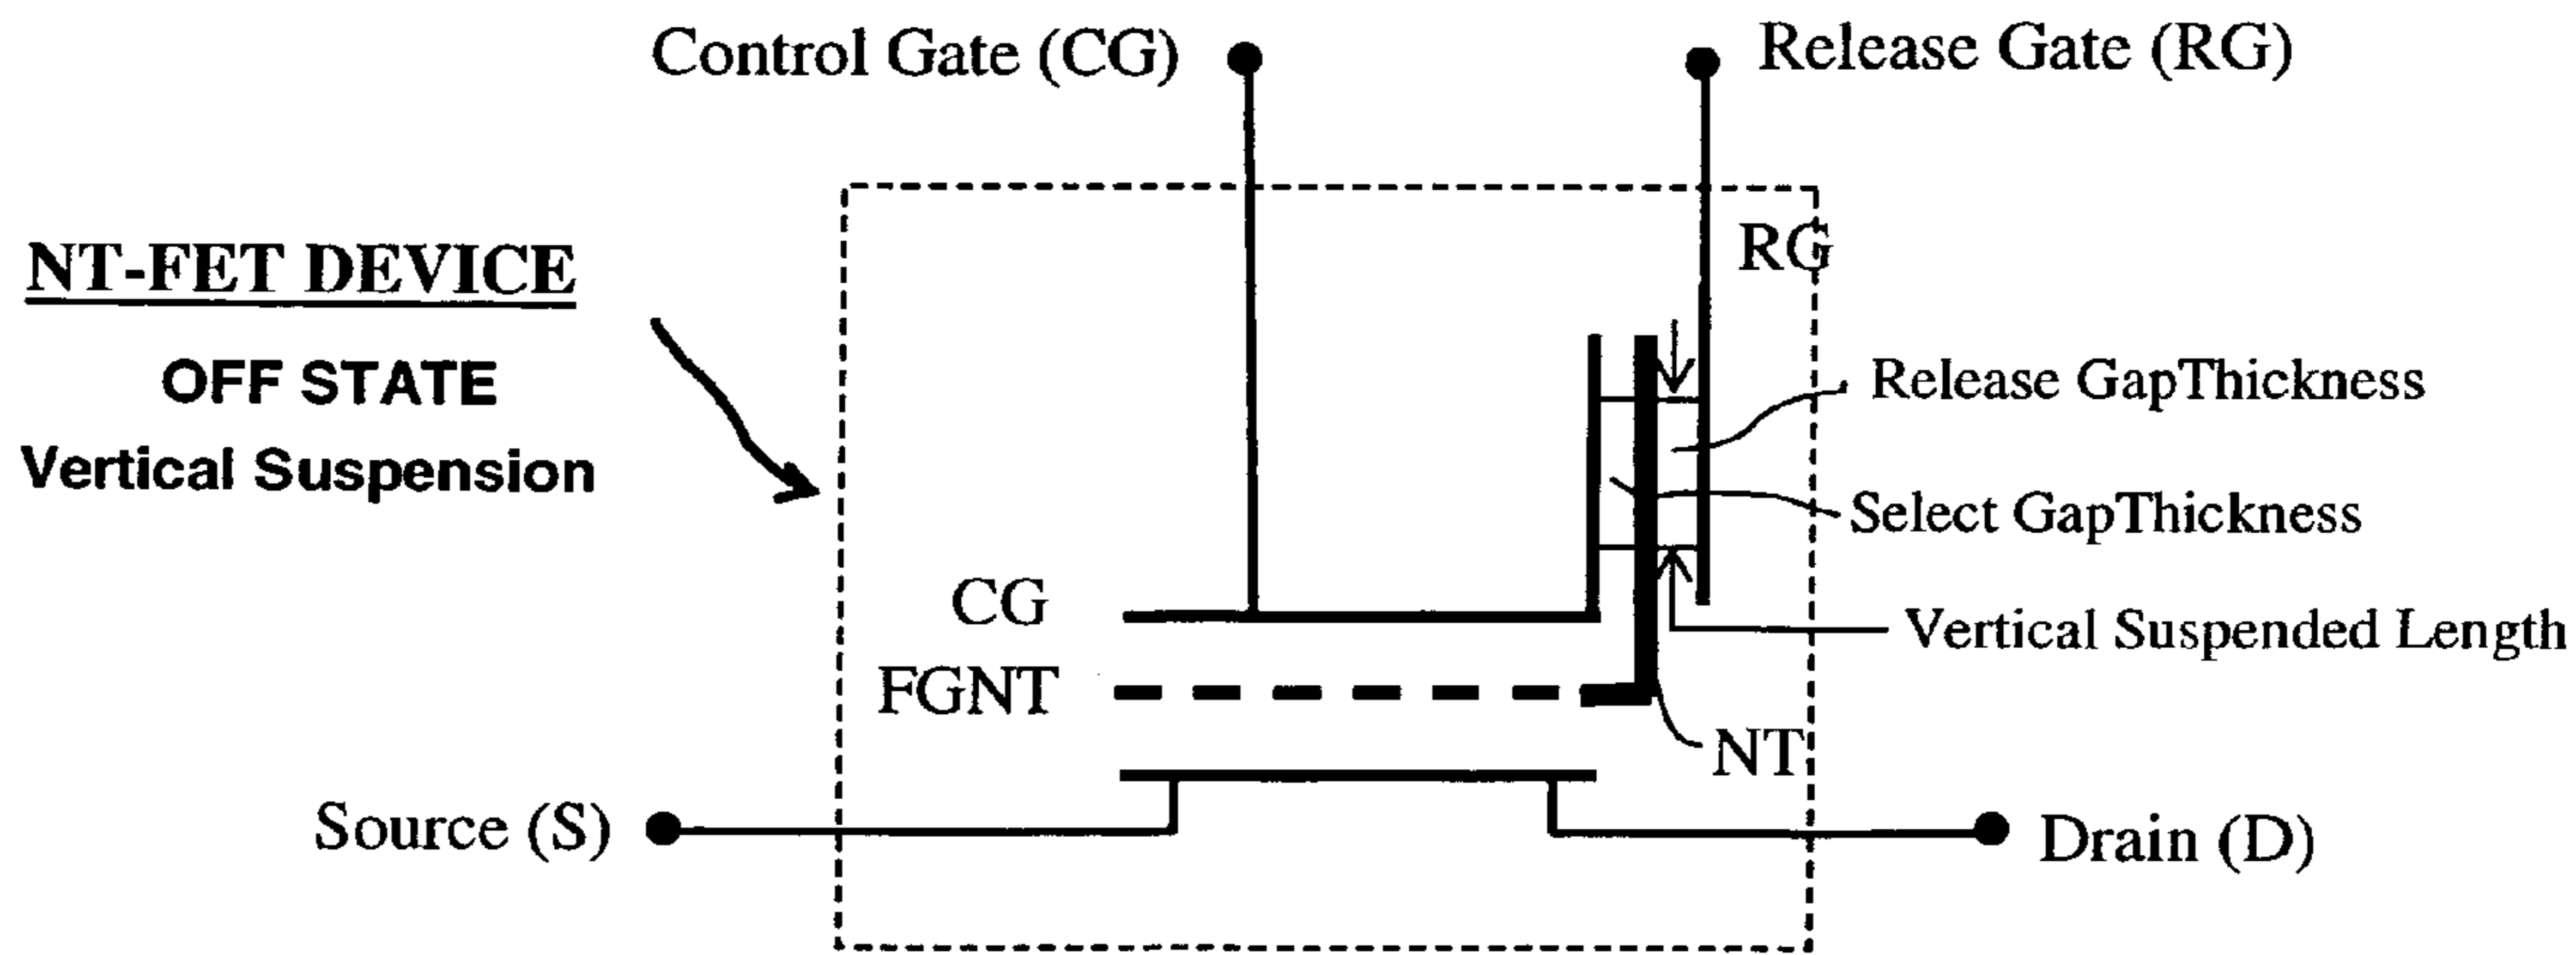 Control Gate (CG)
Release Gate (RG)
RG
NT-FET DEVICE
OFF STATE
Vertical Suspension
Release GapThickness
Select GapThickness
CG
Vertical Suspended Length
FGNT
NT
Source (S)
Drain (D)